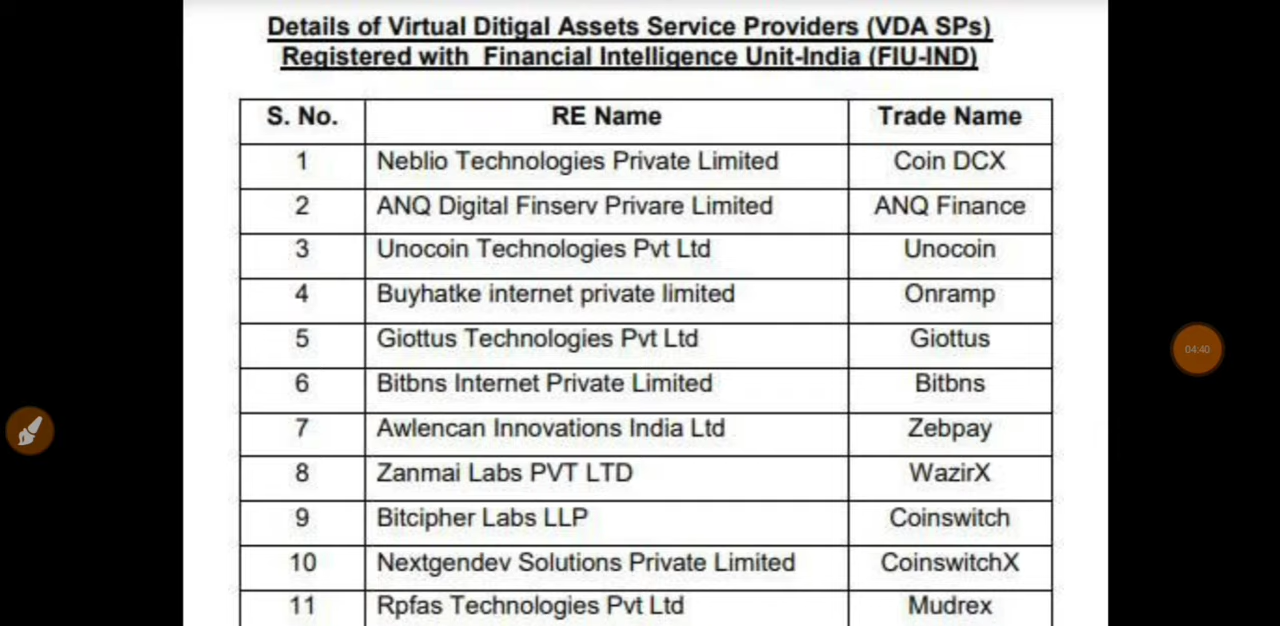 Details of Virtual Ditigal Assets Service Providers (VDA SPs)
Registered with Financial Intelligence Unit-India (FIU-IND)
S. No. RE Name Trade Name
1 Neblio Technologies Private Limited Coin DCX
2 ANQ Digital Finserv Privare Limited ANQ Finance
3 Unocoin Technologies Pvt Ltd Unocoin
4 Buyhatke internet private limited Onramp
5 Giottus Technologies Pvt Ltd Giottus
6 Bitbns Internet Private Limited Bitbns
7 Awlencan Innovations India Ltd Zebpay
8 Zanmai Labs PVT LTD WazirX
9 Bitcipher Labs LLP Coinswitch
10 Nextgendev Solutions Private Limited CoinswitchX
11 Rpfas Technologies Pvt Ltd Mudrex
04:40